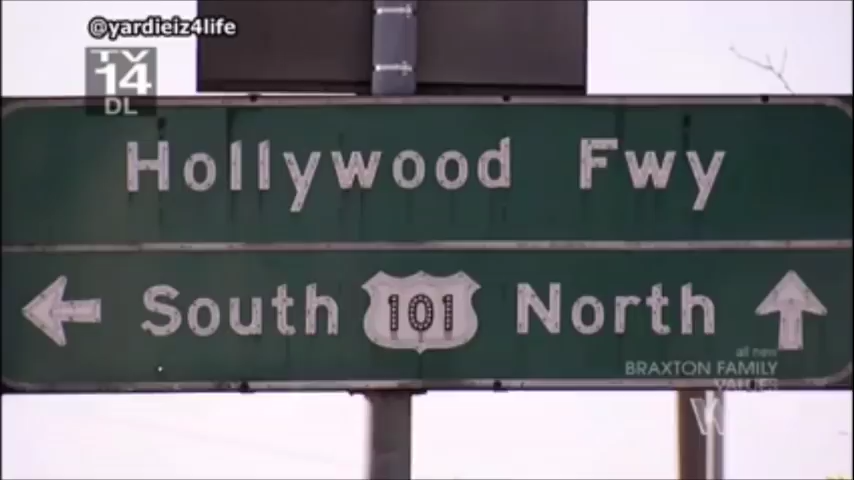 @yardieiz4life
TV
14
DL
Hollywood Fwy
South 101 North
all new
BRAXTON FAMILY
VALUES
W